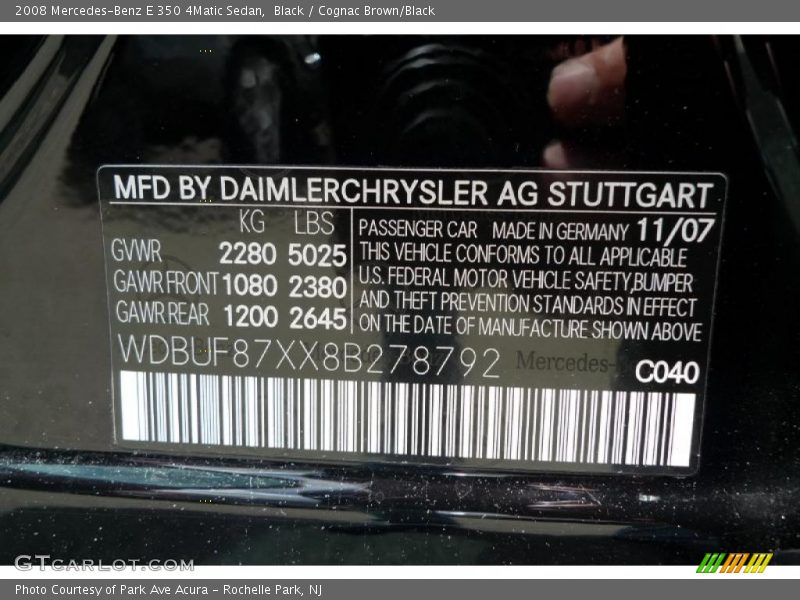 2008 Mercedes-Benz E 350 4Matic Sedan,  Black / Cognac Brown/Black
MFD BY DAIMLERCHRYSLER AG STUTTGART
KG LBS
GVWR 2280 5025
GAWR FRONT 1080 2380
GAWR REAR 1200 2645
PASSENGER CAR MADE IN GERMANY 11/07
THIS VEHICLE CONFORMS TO ALL APPLICABLE
U.S. FEDERAL MOTOR VEHICLE SAFETY,BUMPER
AND THEFT PREVENTION STANDARDS IN EFFECT
ON THE DATE OF MANUFACTURE SHOWN ABOVE
WDBUF87XX8B278792 Mercedes- C040
GTCARLOT.COM
Photo Courtesy of Park Ave Acura - Rochelle Park, NJ